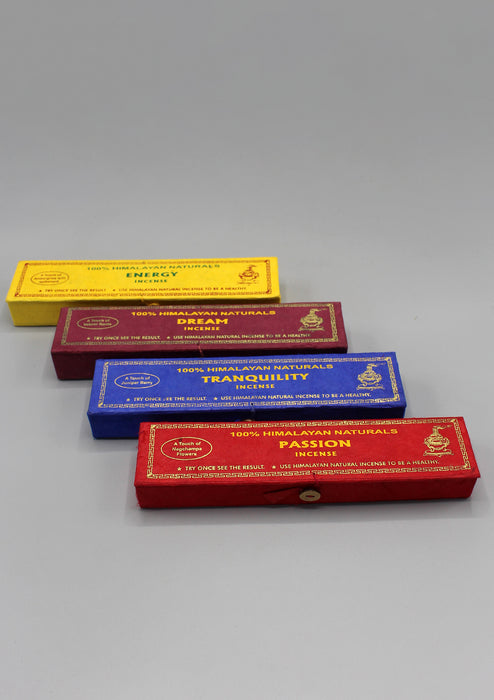 100% HIMALAYAN NATURALS
A Touch of
ENERGY
INCENSE
★ TRY ONCE SEE THE RESULT. ★ USE HIMALAYAN NATURAL INCENSE TO BE A HEALTHY.
100% HIMALAYAN NATURALS
A Touch of
DREAM
INCENSE
★ TRY ONCE SEE THE RESULT. ★ USE HIMALAYAN NATURAL INCENSE TO BE A HEALTHY.
100% HIMALAYAN NATURALS
A Touch of
Juniper Berry
TRANQUILITY
INCENSE
★ TRY ONCE SEE THE RESULT. ★ USE HIMALAYAN NATURAL INCENSE TO BE A HEALTHY.
100% HIMALAYAN NATURALS
A Touch of
Nagchampa
Flowers
PASSION
INCENSE
★ TRY ONCE SEE THE RESULT. ★ USE HIMALAYAN NATURAL INCENSE TO BE A HEALTHY.